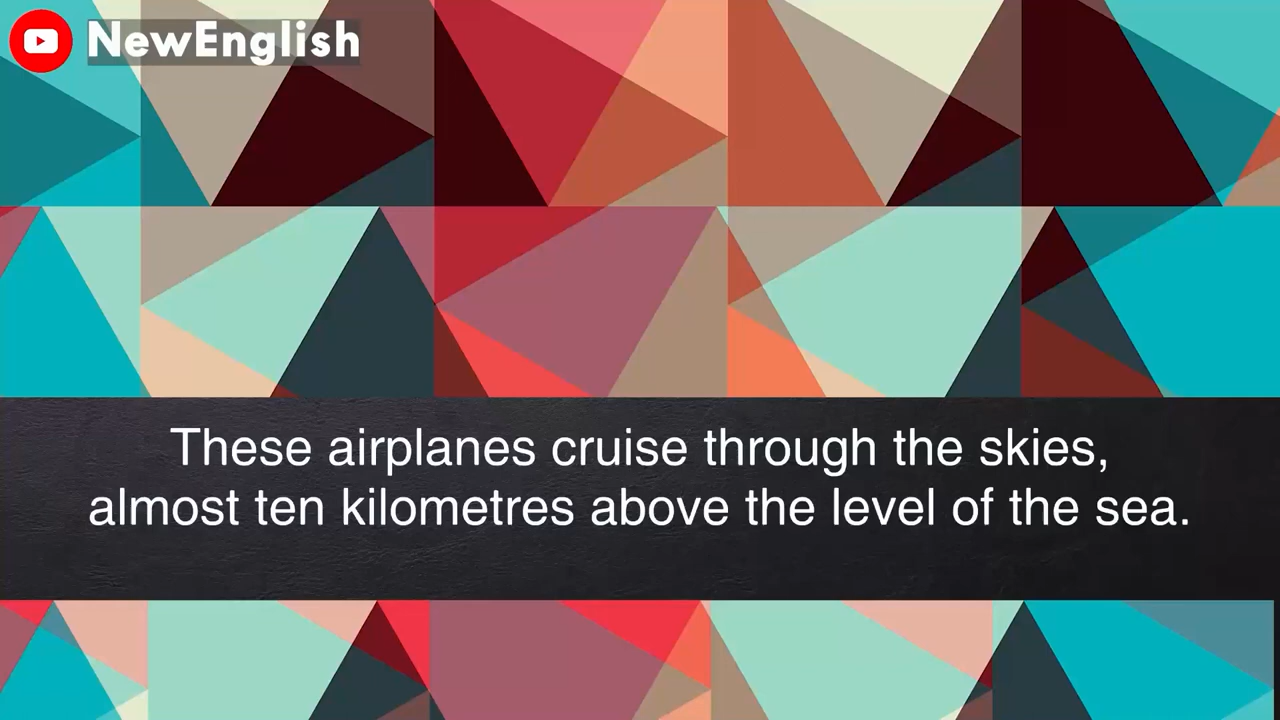 NewEnglish
These airplanes cruise through the skies,
almost ten kilometres above the level of the sea.